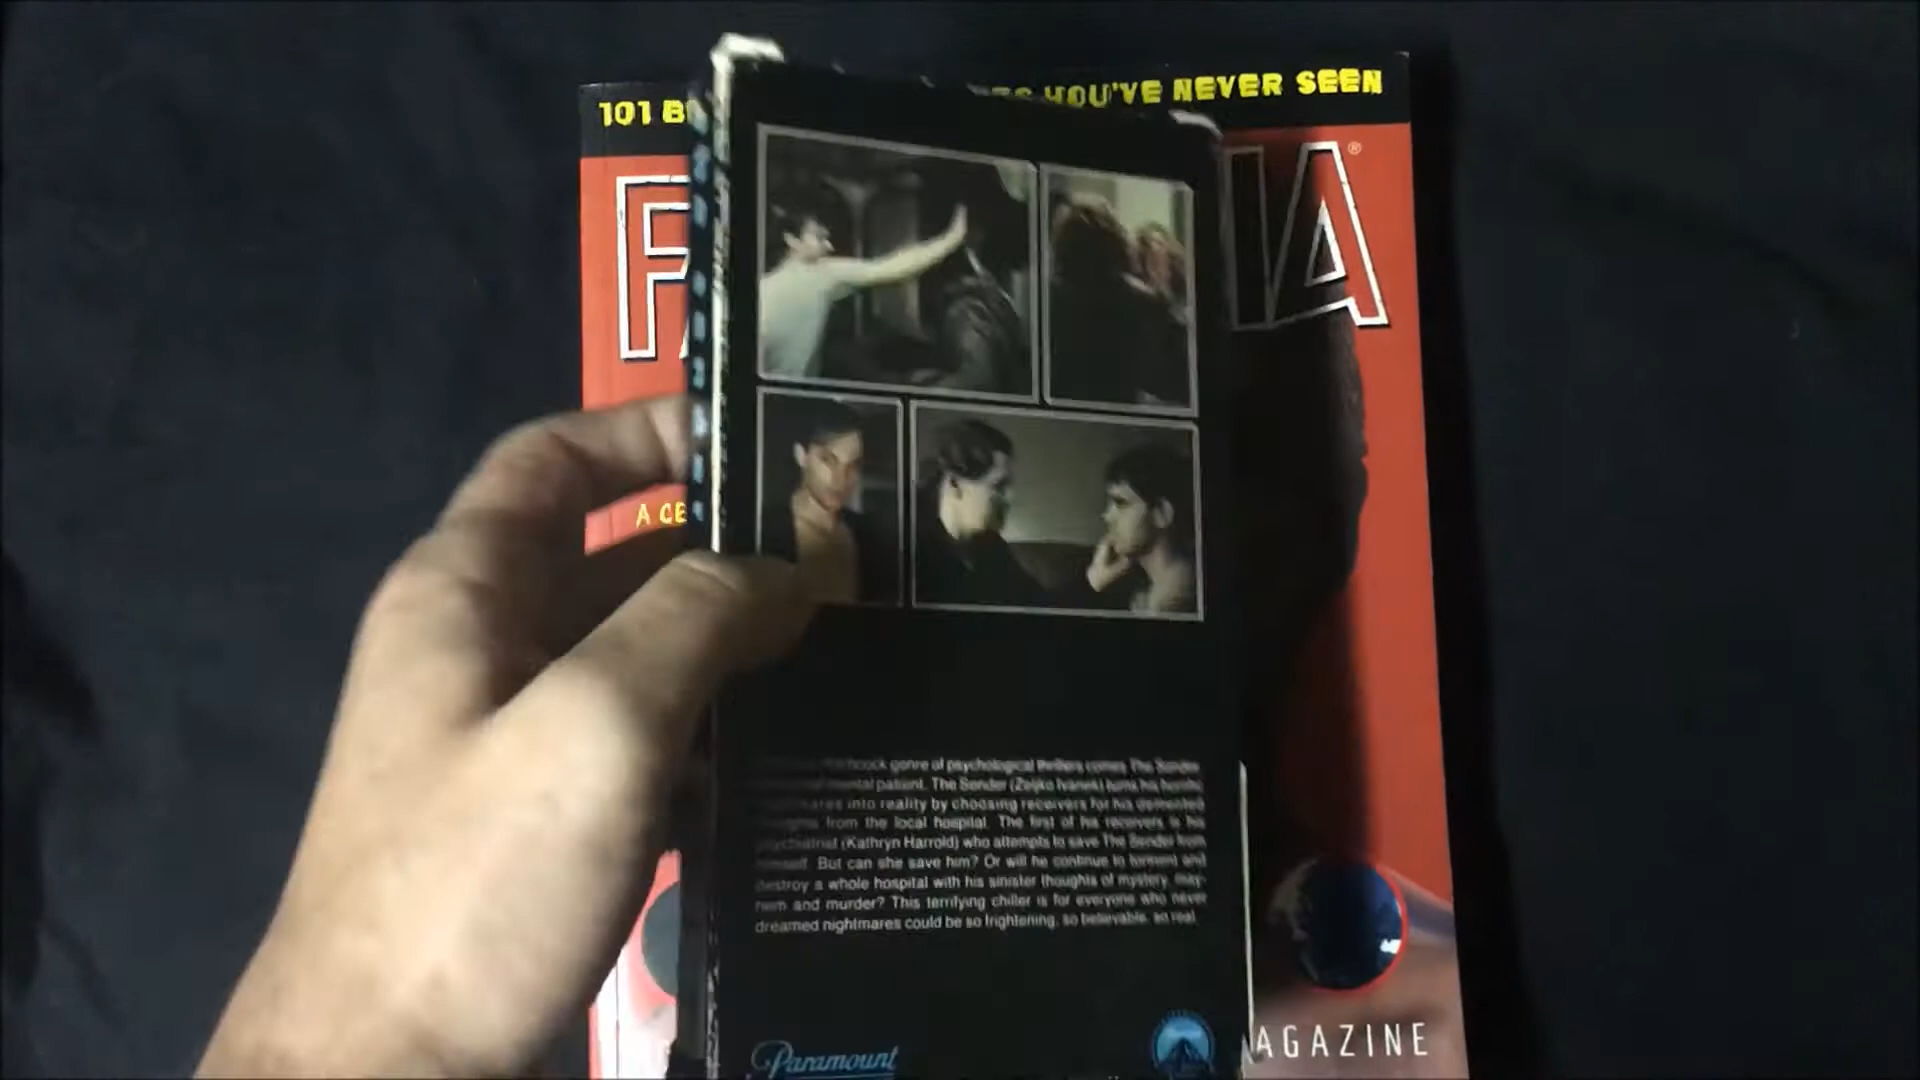 101 B
YOU'VE NEVER SEEN
F
IA®
A CE
genre of psychological thrillers comes The Sender
mental patient. The Sender (Zeljko Ivanek) turns his horrific
into reality by choosing receivers for his demented
from the local hospital. The first of his receivers is his
psychiatrist (Kathryn Harrold) who attempts to save The Sender from
himself. But can she save him? Or will he continue to torment and
destroy a whole hospital with his sinister thoughts of mystery, may-
hem and murder? This terrifying chiller is for everyone who never
dreamed nightmares could be so frightening, so believable, so real.
Paramount
AGAZINE